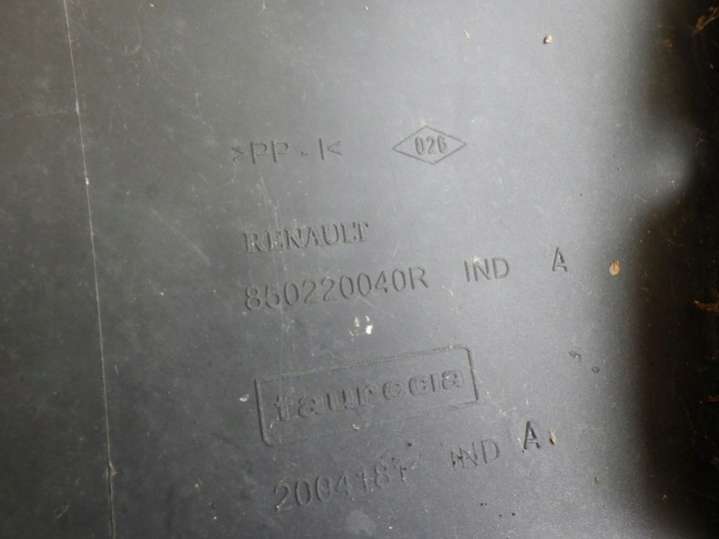 >PP-I< 026
RENAULT
850220040R IND A
faurecia
2004181 IND A